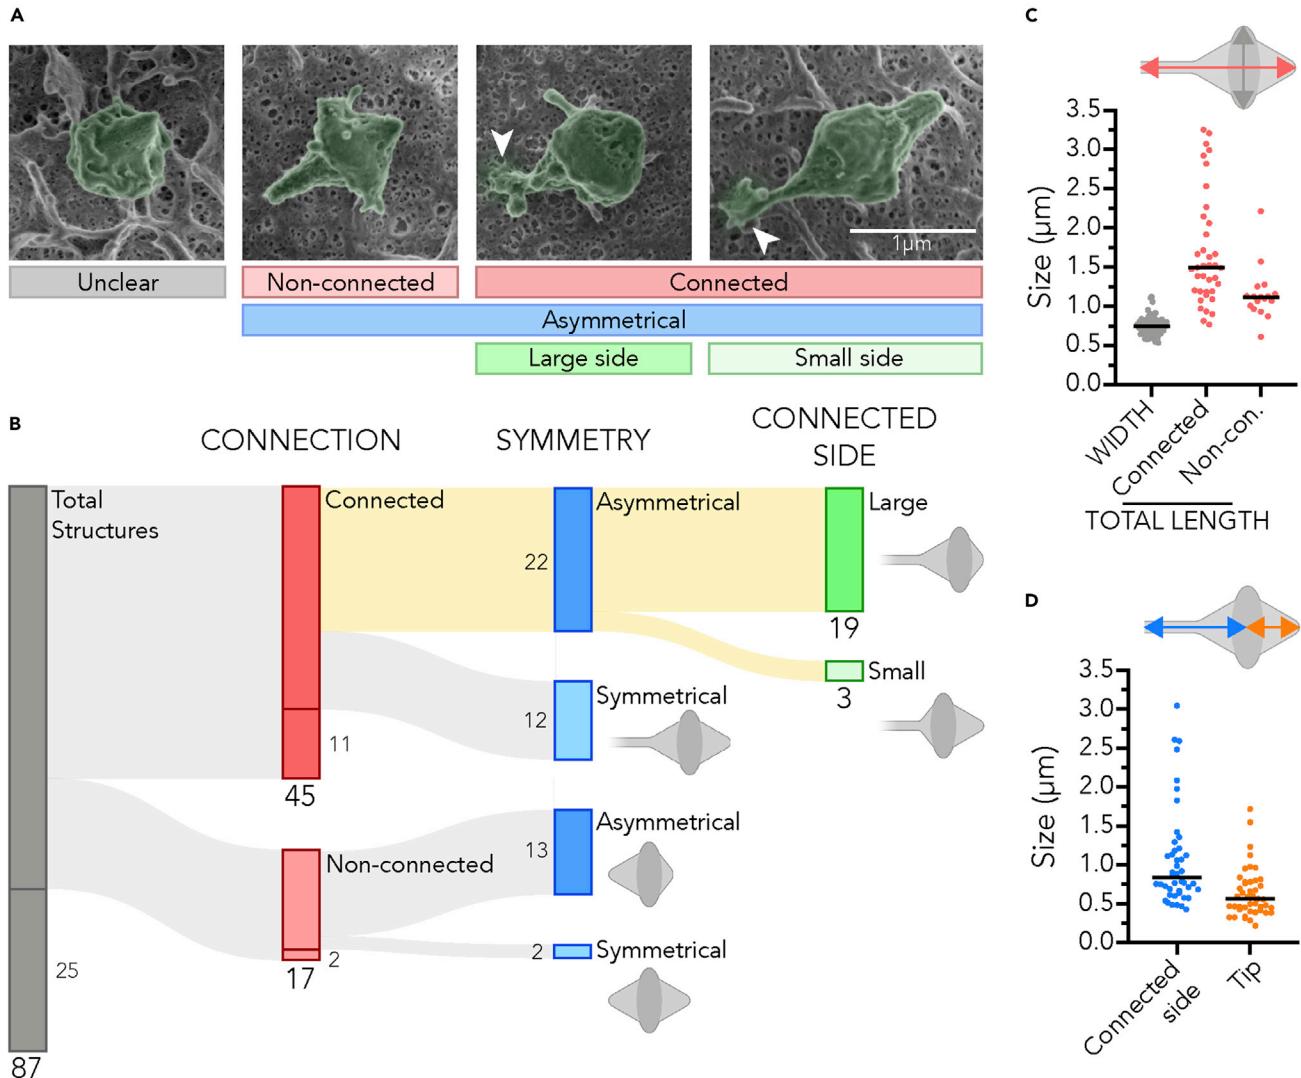 A
1µm
Unclear
Non-connected
Connected
Asymmetrical
Large side
Small side
B
CONNECTION
SYMMETRY
CONNECTED
SIDE
Total
Structures
25
87
Connected
11
45
Non-connected
2
17
Asymmetrical
22
Symmetrical
12
Asymmetrical
13
Symmetrical
2
Large
19
Small
3
C
Size (µm)
3.5
3.0
2.5
2.0
1.5
1.0
0.5
0.0
WIDTH
Connected
Non-con.
TOTAL LENGTH
D
Size (µm)
3.5
3.0
2.5
2.0
1.5
1.0
0.5
0.0
Connected
side
Tip